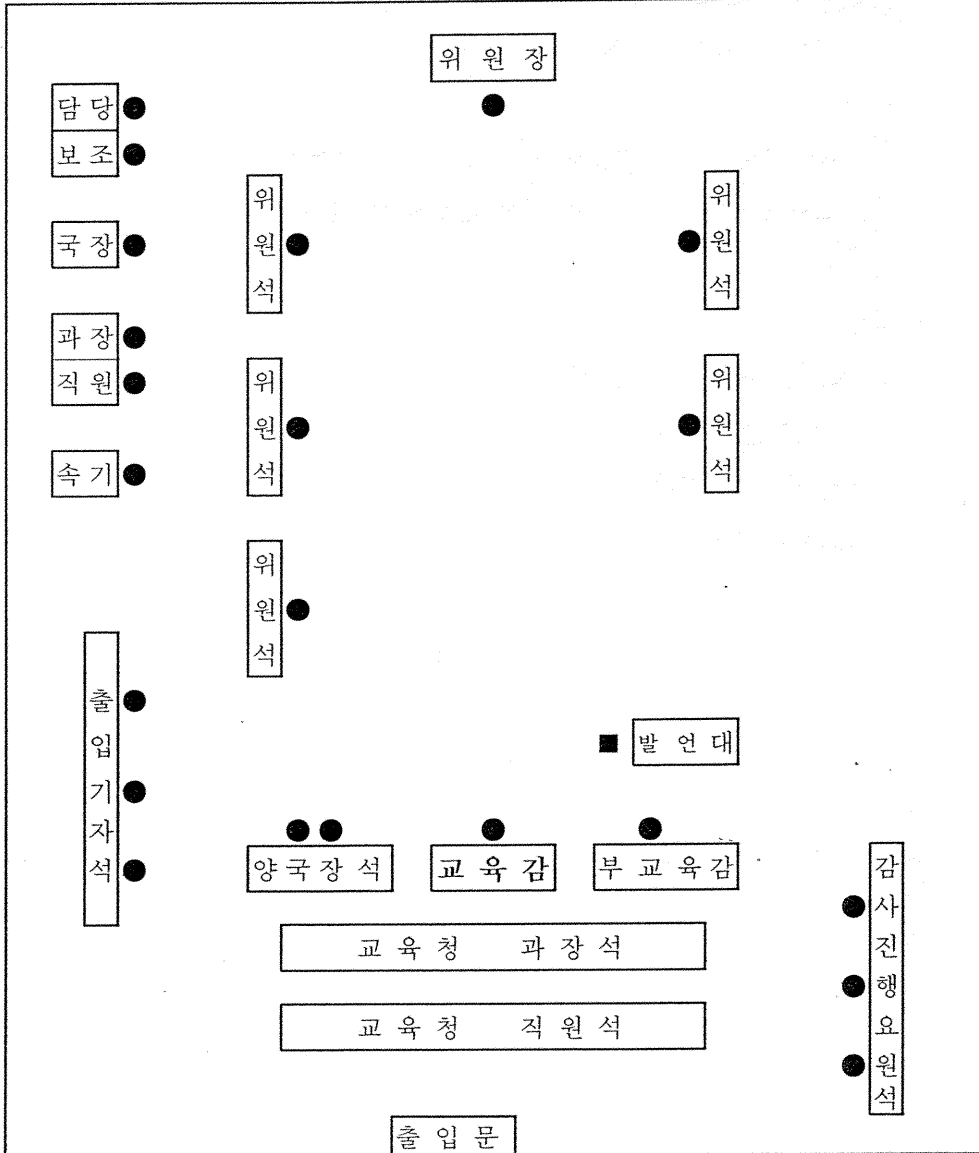 위 원 장
담 당
보 조
위원석
위원석
국 장
과 장
직 원
위원석
위원석
속 기
위원석
출입기자석
발 언 대
양국장 석
교 육 감
부 교 육 감
감사진행요원석
교 육 청 과 장 석
교 육 청 직 원 석
출 입 문